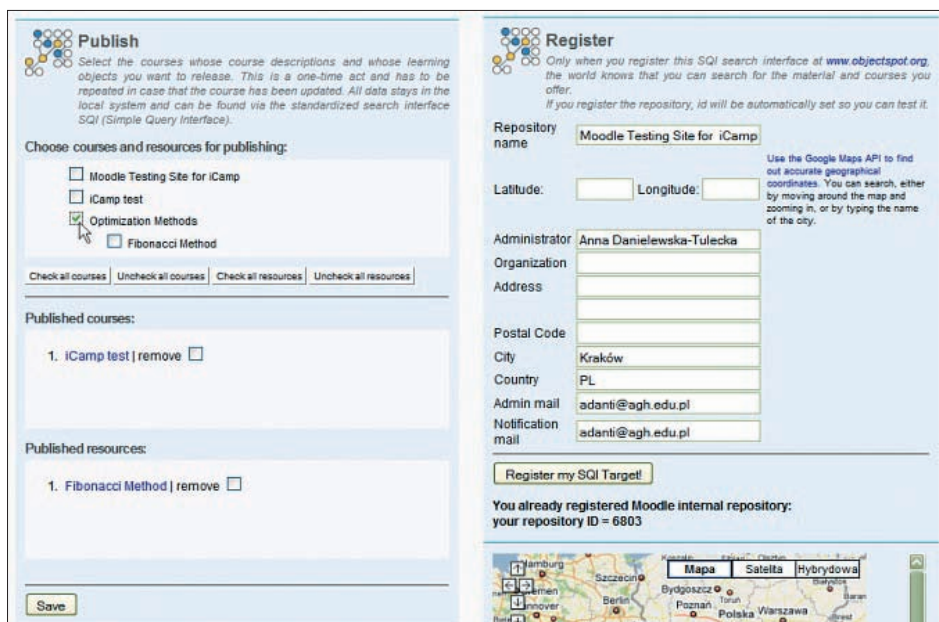 Publish
Select the courses whose course descriptions and whose learning
objects you want to release. This is a one-time act and has to be
repeated in case that the course has been updated. All data stays in the
local system and can be found via the standardized search interface
SQI (Simple Query Interface).
Choose courses and resources for publishing:
Moodle Testing Site for iCamp
iCamp test
Optimization Methods
Fibonacci Method
Check all courses Uncheck all courses Check all resources Uncheck all resources
Published courses:
1. iCamp test | remove
Published resources:
1. Fibonacci Method | remove
Save
Register
Only when you register this SQI search interface at www.objectspot.org,
the world knows that you can search for the material and courses you
offer.
If you register the repository, id will be automatically set so you can test it.
Repository
name
Moodle Testing Site for iCamp
Latitude: Longitude:
Use the Google Maps API to find
out accurate geographical
coordinates. You can search, either
by moving around the map and
zooming in, or by typing the name
of the city.
Administrator Anna Danielewska-Tulecka
Organization
Address
Postal Code
City Kraków
Country PL
Admin mail adanti@agh.edu.pl
Notification
mail
adanti@agh.edu.pl
Register my SQI Target!
You already registered Moodle internal repository:
your repository ID = 6803
Mapa Satelita Hybrydowa
Hamburg
Szczecin
Bydgoszcz
Toruń
Berlin
Poznań
Polska
Warszawa
Brest